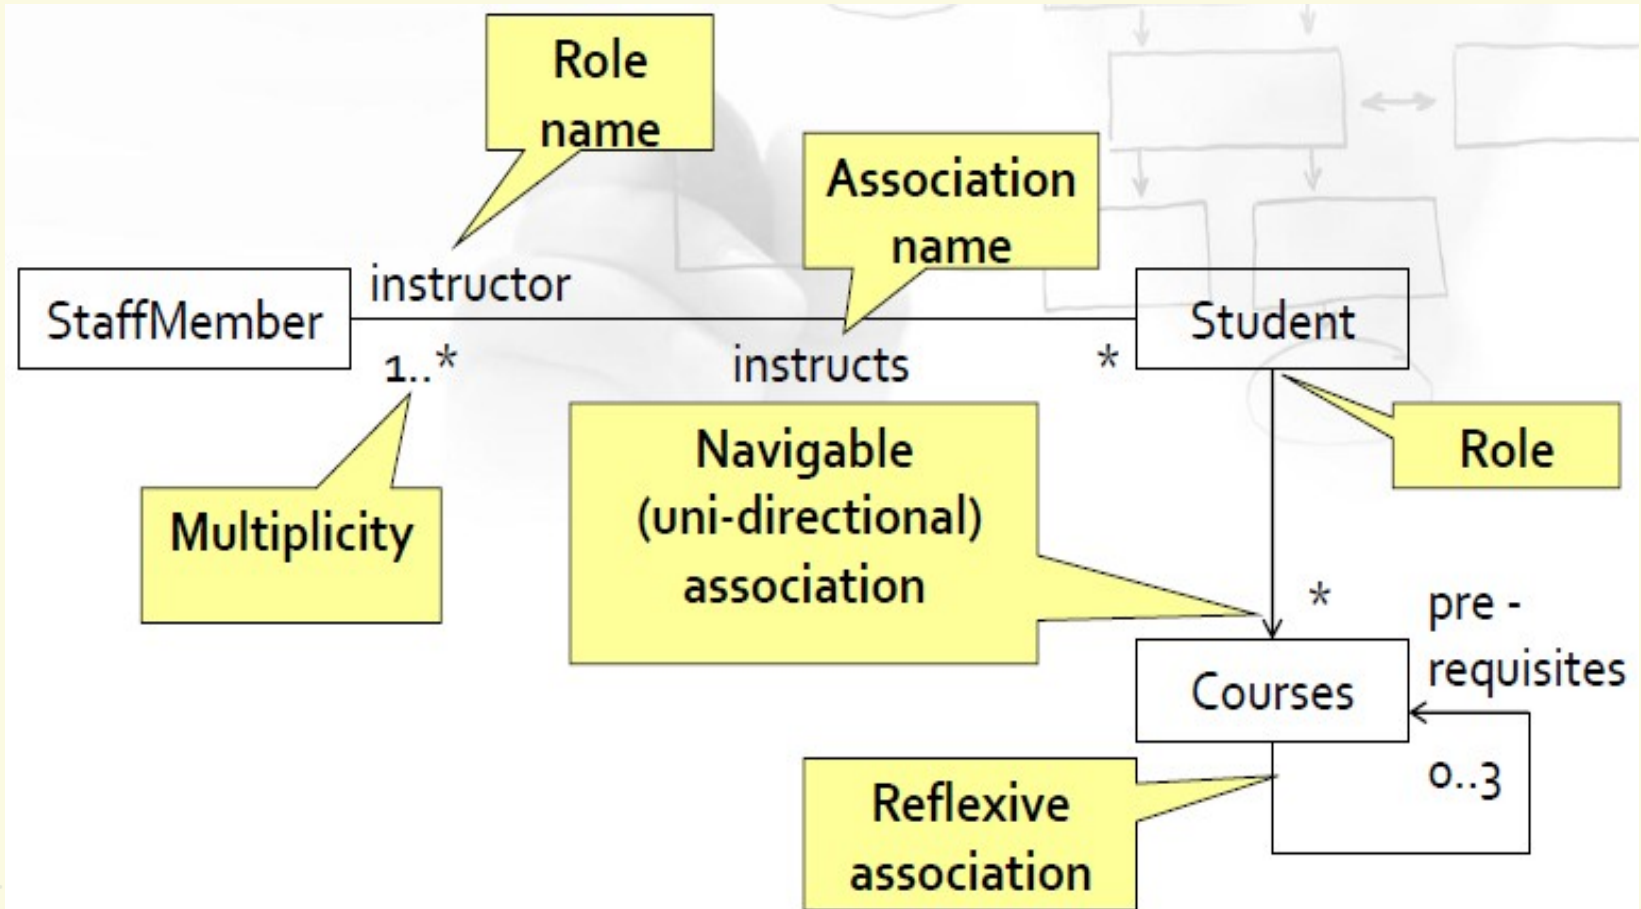 Role
name
Association
name
StaffMember
instructor
1..*
instructs
*
Student
Multiplicity
Navigable
(uni-directional)
association
Role
*
pre -
requisites
Courses
0..3
Reflexive
association